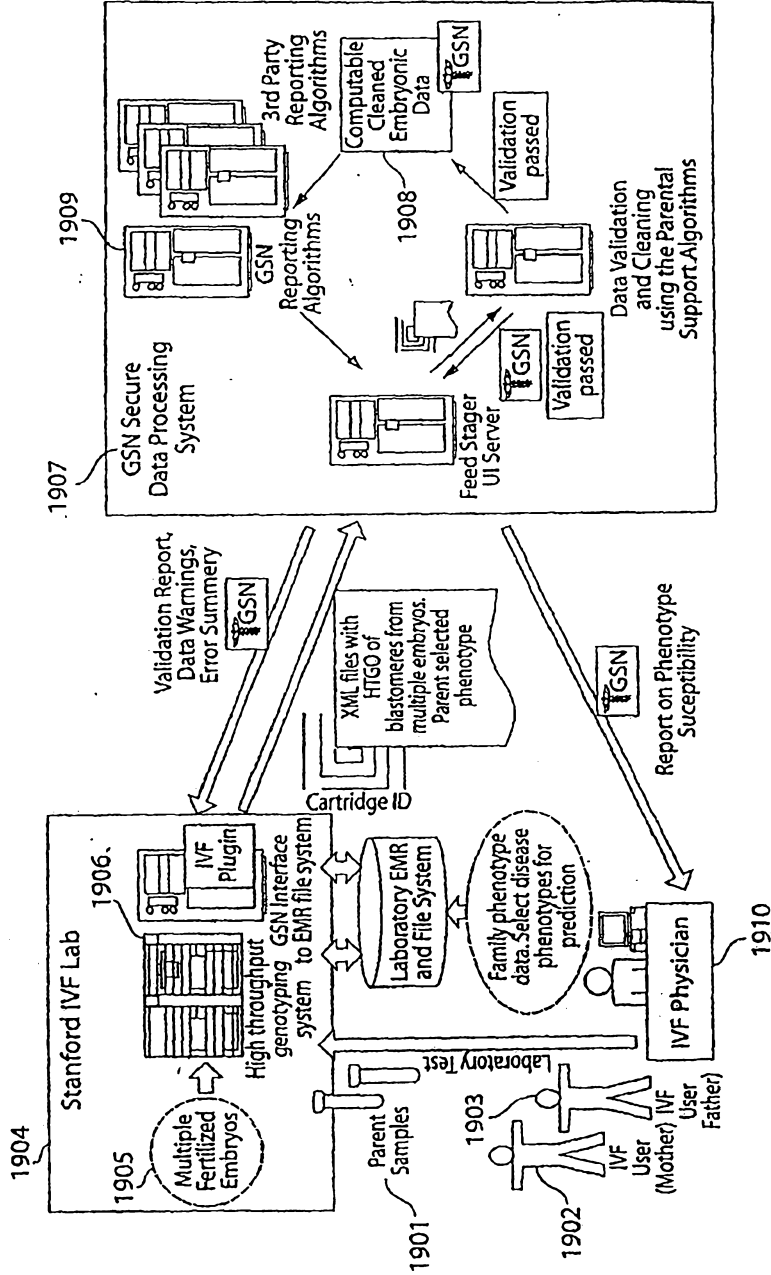 1904
Stanford IVF Lab
1905
Multiple
Fertilized
Embryos
1906
High throughput
genotyping
system
IVF
Plugin
GSN Interface
to EMR file system
Laboratory EMR
and File System
Family phenotype
data. Select disease
phenotypes for
prediction
Laboratory Test
Parent
Samples
1901
1902
1903
IVF
User
(Mother)
IVF
User
Father)
IVF Physician
1910
Validation Report,
Data Warnings,
Error Summery
GSN
Cartridge ID
XML files with
HTGO of
blastomeres from
multiple embryos.
Parent selected
phenotype
GSN
Report on Phenotype
Suceptibility
1907
GSN Secure
Data Processing
System
1909
GSN
Reporting
Algorithms
3rd Party
Reporting
Algorithms
Computable
Cleaned
Embryonic
Data
GSN
1908
Validation
passed
Feed Stager
UI Server
GSN
Validation
passed
Data Validation
and Cleaning
using the Parental
Support Algorithms